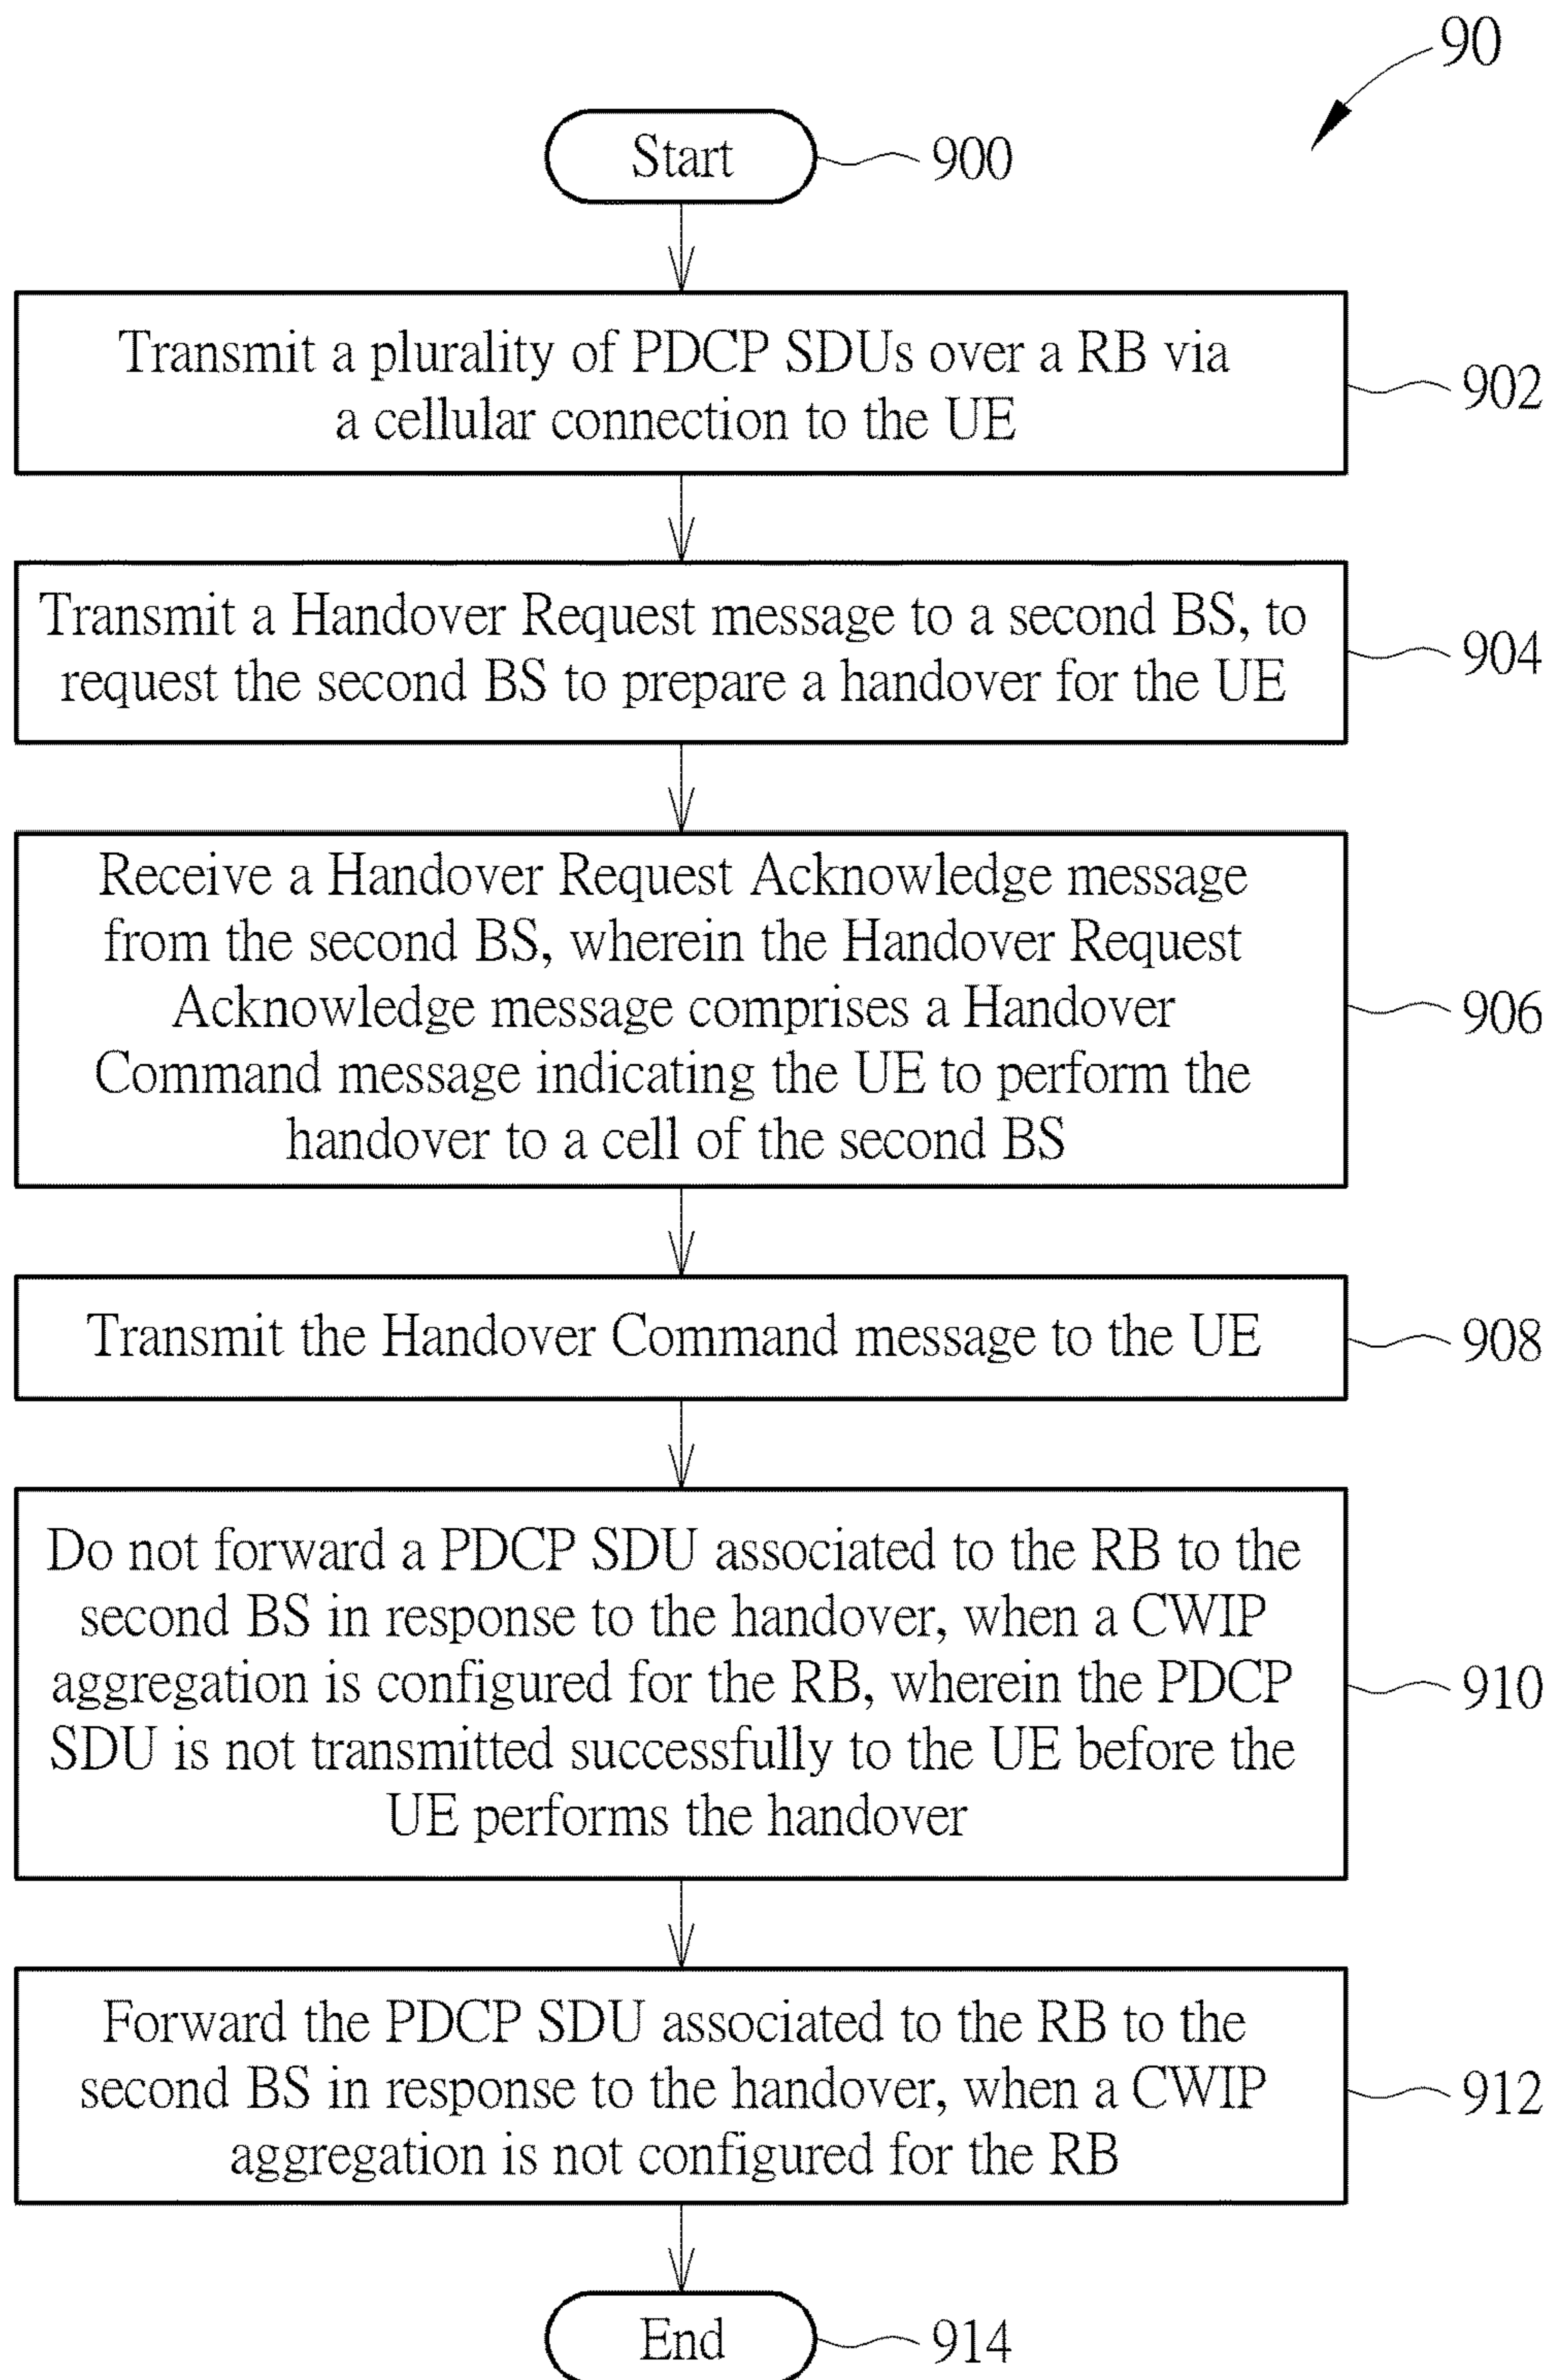 90
Start
900
Transmit a plurality of PDCP SDUs over a RB via
a cellular connection to the UE
902
Transmit a Handover Request message to a second BS, to
request the second BS to prepare a handover for the UE
904
Receive a Handover Request Acknowledge message
from the second BS, wherein the Handover Request
Acknowledge message comprises a Handover
Command message indicating the UE to perform the
handover to a cell of the second BS
906
Transmit the Handover Command message to the UE
908
Do not forward a PDCP SDU associated to the RB to the
second BS in response to the handover, when a CWIP
aggregation is configured for the RB, wherein the PDCP
SDU is not transmitted successfully to the UE before the
UE performs the handover
910
Forward the PDCP SDU associated to the RB to the
second BS in response to the handover, when a CWIP
aggregation is not configured for the RB
912
End
914